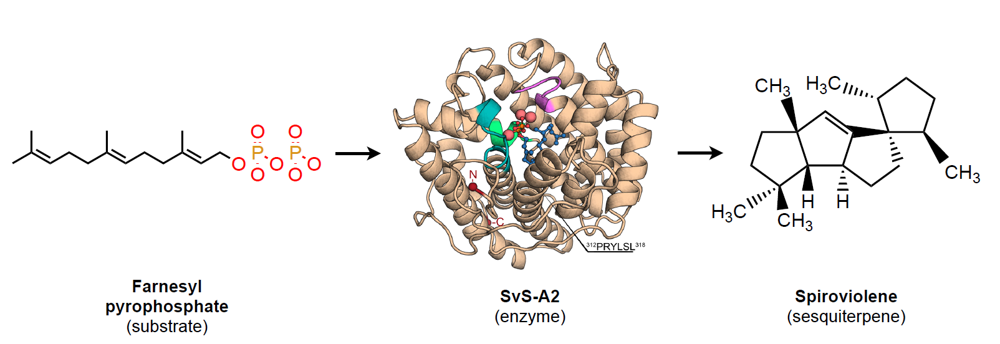 CH₃
H₃C
O
O
P
P
O
O
O
O
O
N
-C
³¹²PRYLSL³¹⁸
CH₃
H
H
H₃C
CH₃
Farnesyl
pyrophosphate
(substrate)
SvS-A2
(enzyme)
Spiroviolene
(sesquiterpene)